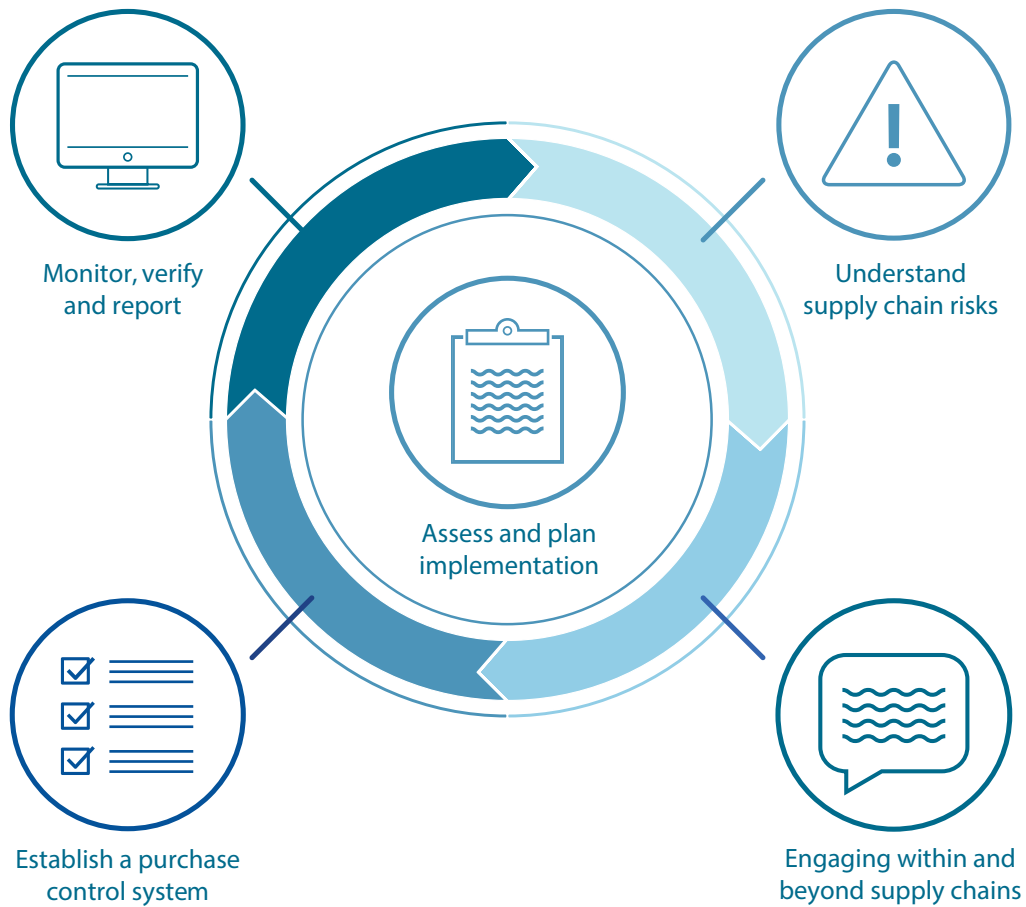 Monitor, verify
and report
Understand
supply chain risks
Assess and plan
implementation
Establish a purchase
control system
Engaging within and
beyond supply chains